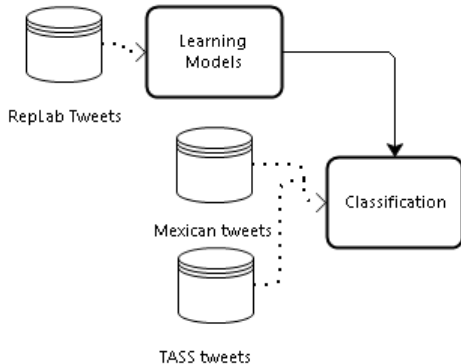 Learning
Models
RepLab Tweets
Mexican tweets
Classification
TASS tweets